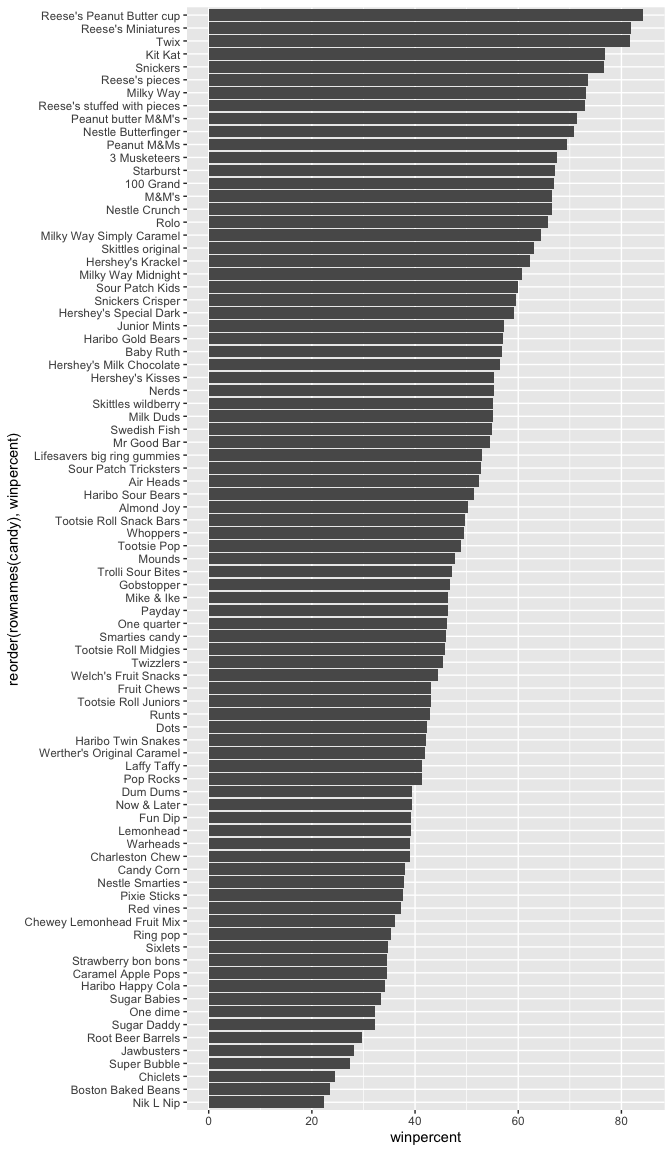 Reese's Peanut Butter cup
Reese's Miniatures
Twix
Kit Kat
Snickers
Reese's pieces
Milky Way
Reese's stuffed with pieces
Peanut butter M&M's
Nestle Butterfinger
Peanut M&Ms
3 Musketeers
Starburst
100 Grand
M&M's
Nestle Crunch
Rolo
Milky Way Simply Caramel
Skittles original
Hershey's Krackel
Milky Way Midnight
Sour Patch Kids
Snickers Crisper
Hershey's Special Dark
Junior Mints
Haribo Gold Bears
Baby Ruth
Hershey's Milk Chocolate
Hershey's Kisses
Nerds
Skittles wildberry
Milk Duds
Swedish Fish
Mr Good Bar
Lifesavers big ring gummies
Sour Patch Tricksters
Air Heads
Haribo Sour Bears
Almond Joy
Tootsie Roll Snack Bars
Whoppers
Tootsie Pop
Mounds
Trolli Sour Bites
Gobstopper
Mike & Ike
Payday
One quarter
Smarties candy
Tootsie Roll Midgies
Twizzlers
Welch's Fruit Snacks
Fruit Chews
Tootsie Roll Juniors
Runts
Dots
Haribo Twin Snakes
Werther's Original Caramel
Laffy Taffy
Pop Rocks
Dum Dums
Now & Later
Fun Dip
Lemonhead
Warheads
Charleston Chew
Candy Corn
Nestle Smarties
Pixie Sticks
Red vines
Chewey Lemonhead Fruit Mix
Ring pop
Sixlets
Strawberry bon bons
Caramel Apple Pops
Haribo Happy Cola
Sugar Babies
One dime
Sugar Daddy
Root Beer Barrels
Jawbusters
Super Bubble
Chiclets
Boston Baked Beans
Nik L Nip
reorder(rownames(candy), winpercent)
0 20 40 60 80
winpercent